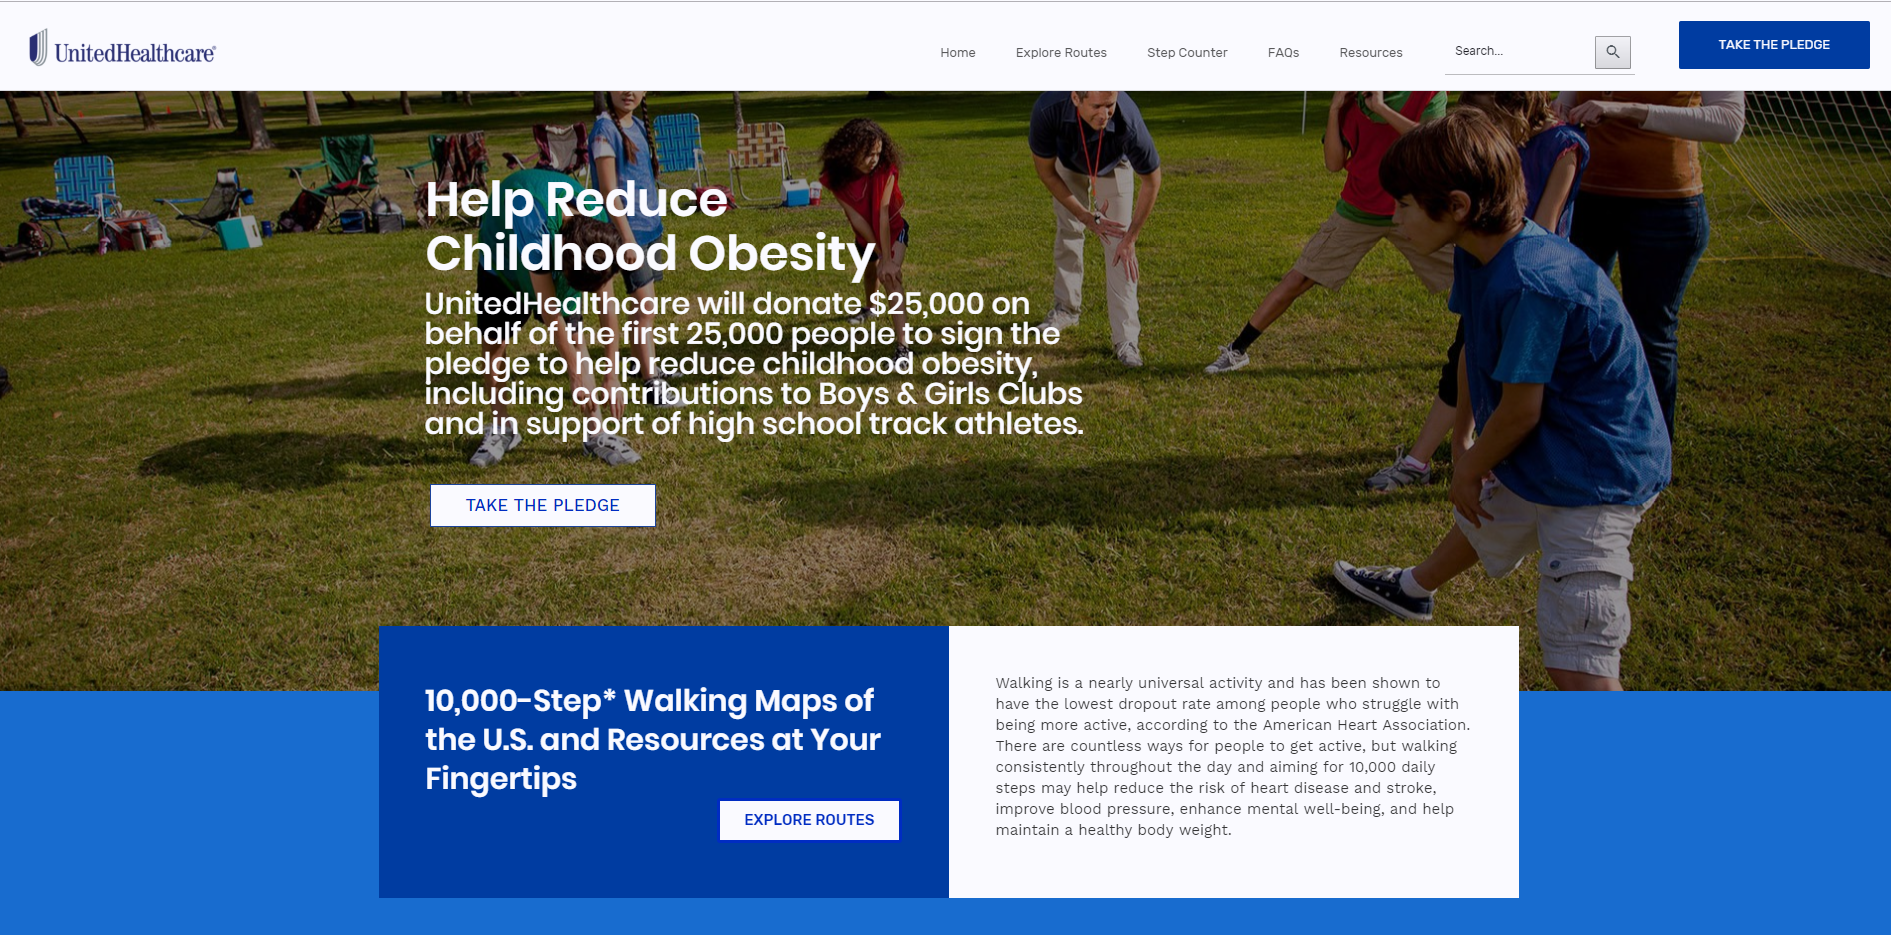 UnitedHealthcare®
Home Explore Routes Step Counter FAQs Resources Search... TAKE THE PLEDGE
Help Reduce
Childhood Obesity
UnitedHealthcare will donate $25,000 on
behalf of the first 25,000 people to sign the
pledge to help reduce childhood obesity,
including contributions to Boys & Girls Clubs
and in support of high school track athletes.
TAKE THE PLEDGE
10,000-Step* Walking Maps of
the U.S. and Resources at Your
Fingertips
EXPLORE ROUTES
Walking is a nearly universal activity and has been shown to
have the lowest dropout rate among people who struggle with
being more active, according to the American Heart Association.
There are countless ways for people to get active, but walking
consistently throughout the day and aiming for 10,000 daily
steps may help reduce the risk of heart disease and stroke,
improve blood pressure, enhance mental well-being, and help
maintain a healthy body weight.